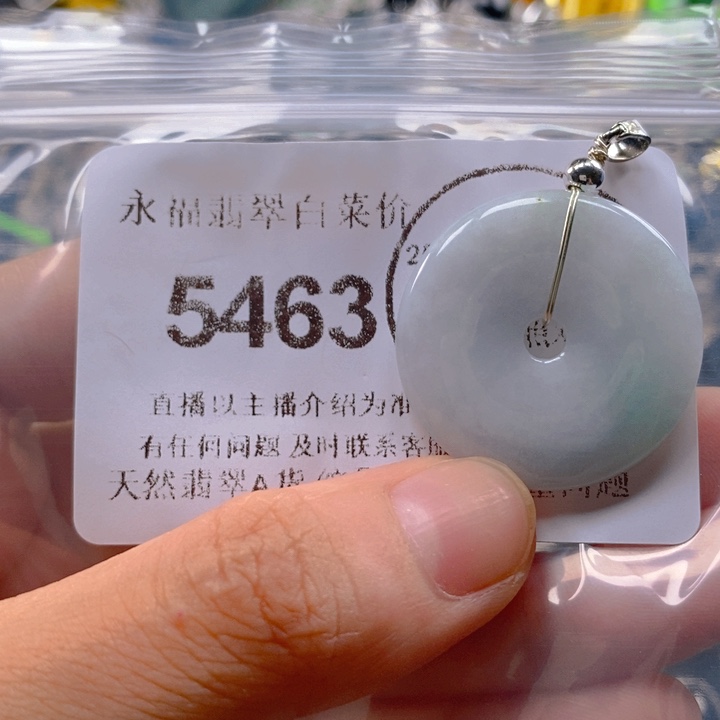 永福翡翠白菜价
5463
直播以主播介绍为准
有任何问题及时联系客服
天然翡翠A货